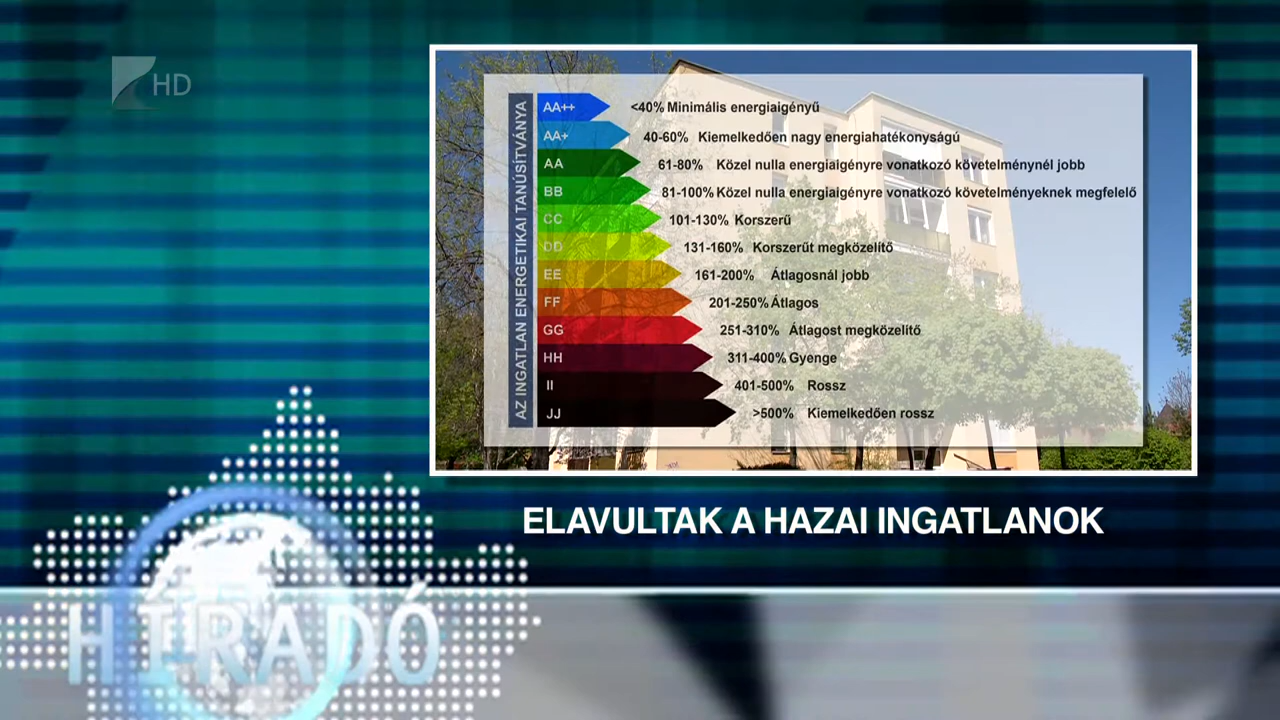 HD
AZ INGATLAN ENERGETIKAI TANÚSÍTVÁNYA
AA++ <40% Minimális energiaigényű
AA+ 40-60% Kiemelkedően nagy energiahatékonyságú
AA 61-80% Közel nulla energiaigényre vonatkozó követelménynél jobb
BB 81-100% Közel nulla energiaigényre vonatkozó követelményeknek megfelelő
CC 101-130% Korszerű
DD 131-160% Korszerűt megközelítő
EE 161-200% Átlagosnál jobb
FF 201-250% Átlagos
GG 251-310% Átlagost megközelítő
HH 311-400% Gyenge
II 401-500% Rossz
JJ >500% Kiemelkedően rossz
ELAVULTAK A HAZAI INGATLANOK
HÍRADÓ